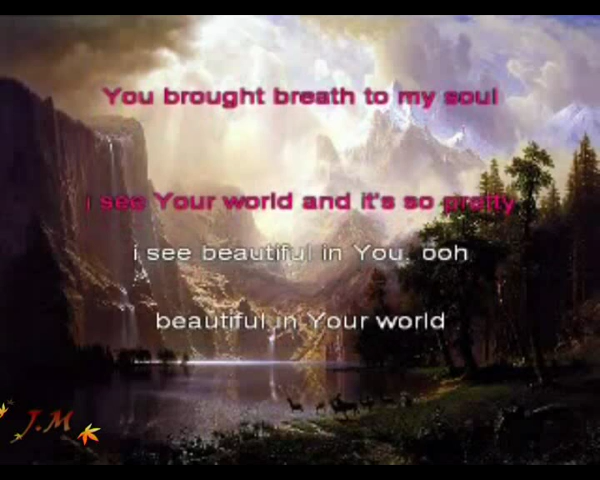 You brought breath to my soul
i see Your world and it's so pretty
i see beautiful in You. ooh
beautiful in Your world
J.M